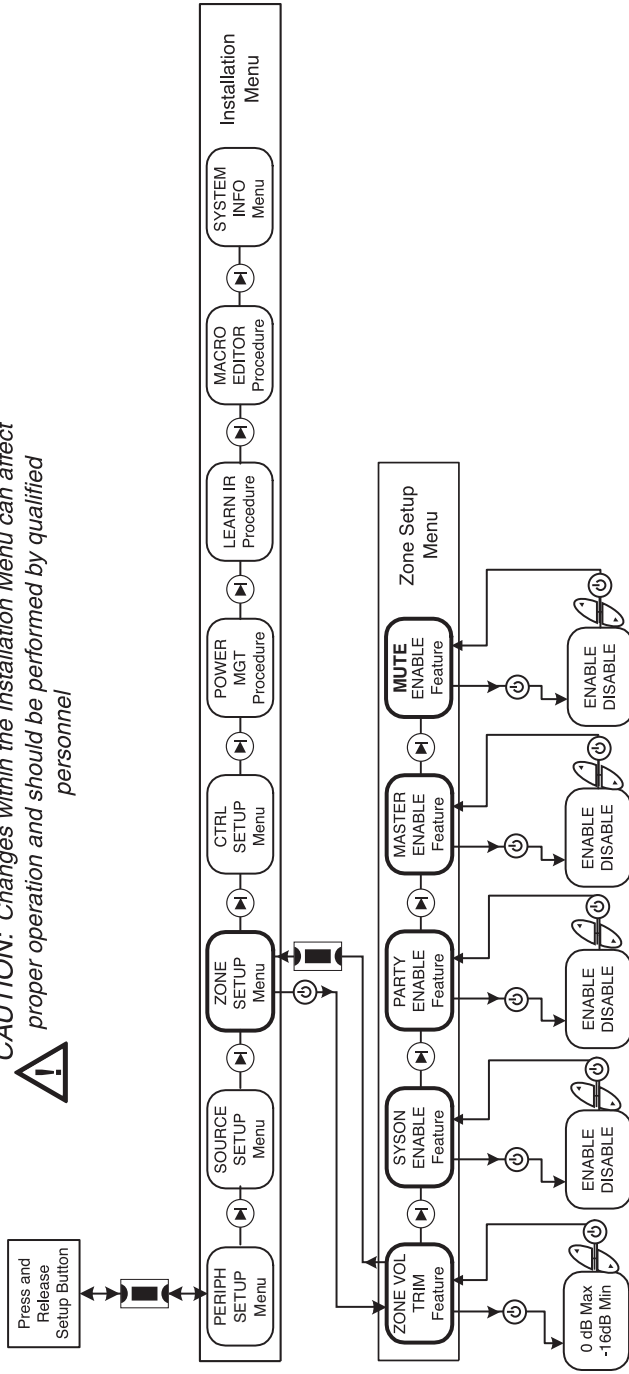 CAUTION: Changes within the Installation Menu can affect
proper operation and should be performed by qualified
personnel
Press and
Release
Setup Button
PERIPH
SETUP
Menu
SOURCE
SETUP
Menu
ZONE
SETUP
Menu
CTRL
SETUP
Menu
POWER
MGT
Procedure
LEARN IR
Procedure
MACRO
EDITOR
Procedure
SYSTEM
INFO
Menu
Installation
Menu
ZONE VOL
TRIM
Feature
SYSON
ENABLE
Feature
PARTY
ENABLE
Feature
MASTER
ENABLE
Feature
MUTE
ENABLE
Feature
Zone Setup
Menu
0 dB Max
-16dB Min
ENABLE
DISABLE
ENABLE
DISABLE
ENABLE
DISABLE
ENABLE
DISABLE